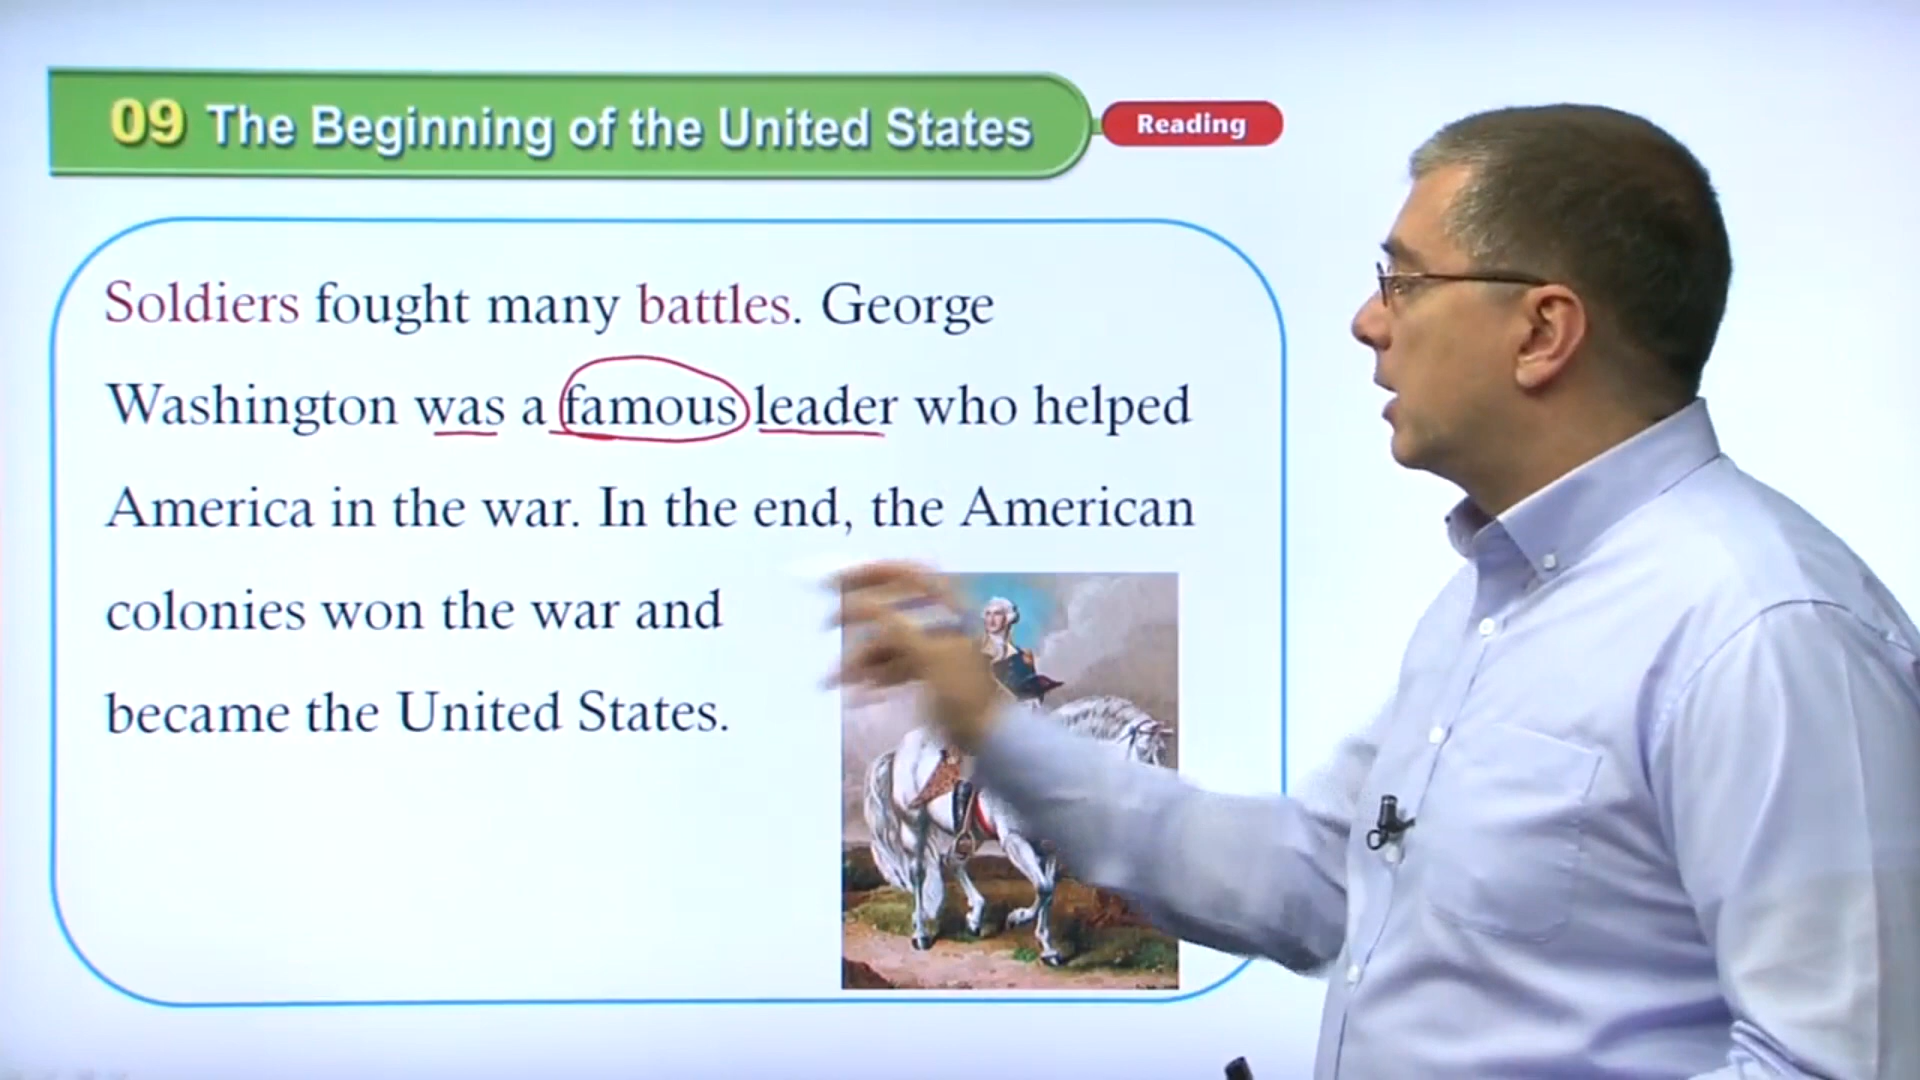 09 The Beginning of the United States
Reading
Soldiers fought many battles. George
Washington was a famous leader who helped
America in the war. In the end, the American
colonies won the war and
became the United States.